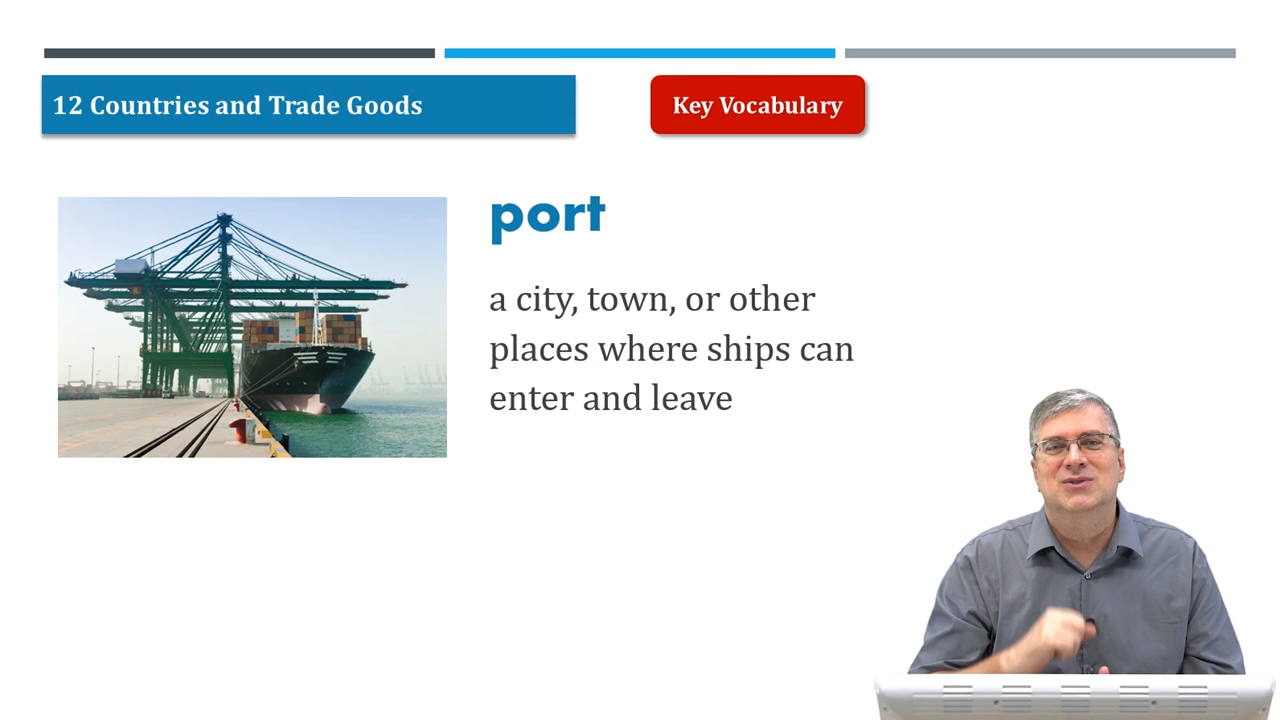 12 Countries and Trade Goods
Key Vocabulary
port
a city, town, or other
places where ships can
enter and leave